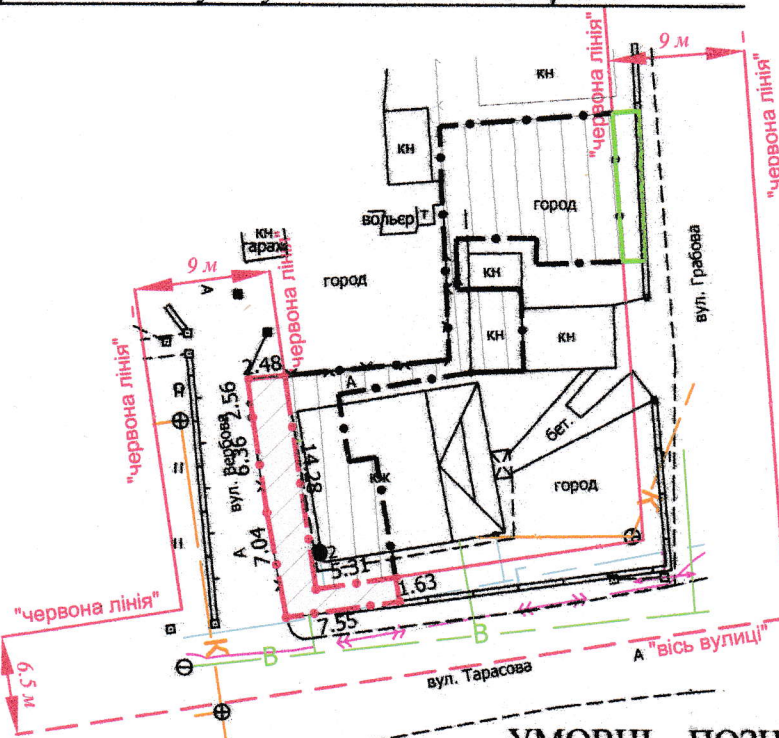 9 м
"червона лінія"
"червона лінія"
кн
кн
город
вольєр
т
кн
гараж
9 м
город
кн
вул. Грабова
А
"червона лінія"
"червона лінія"
2.48
А
кн
кн
2.56
6.36
вул. Вербова
14.28
кж
бет.
город
К
А
7.04
2
5.31
1.63
"червона лінія"
7.55
К
В
В
6.5 м
А
"вісь вулиці"
вул. Тарасова